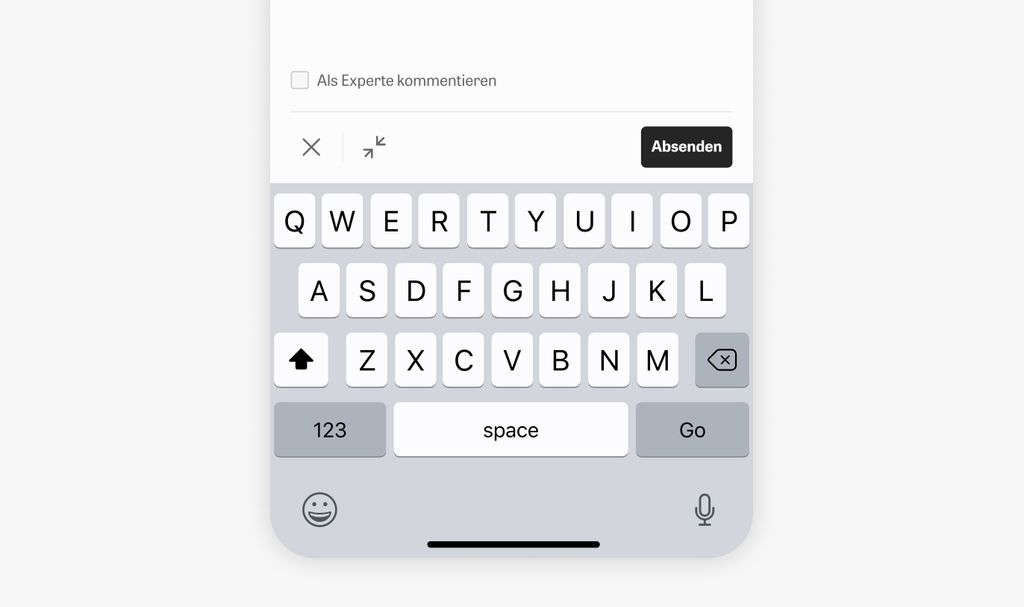 Als Experte kommentieren
Absenden
Q W E R T Y U I O P
A S D F G H J K L
Z X C V B N M
123 space Go